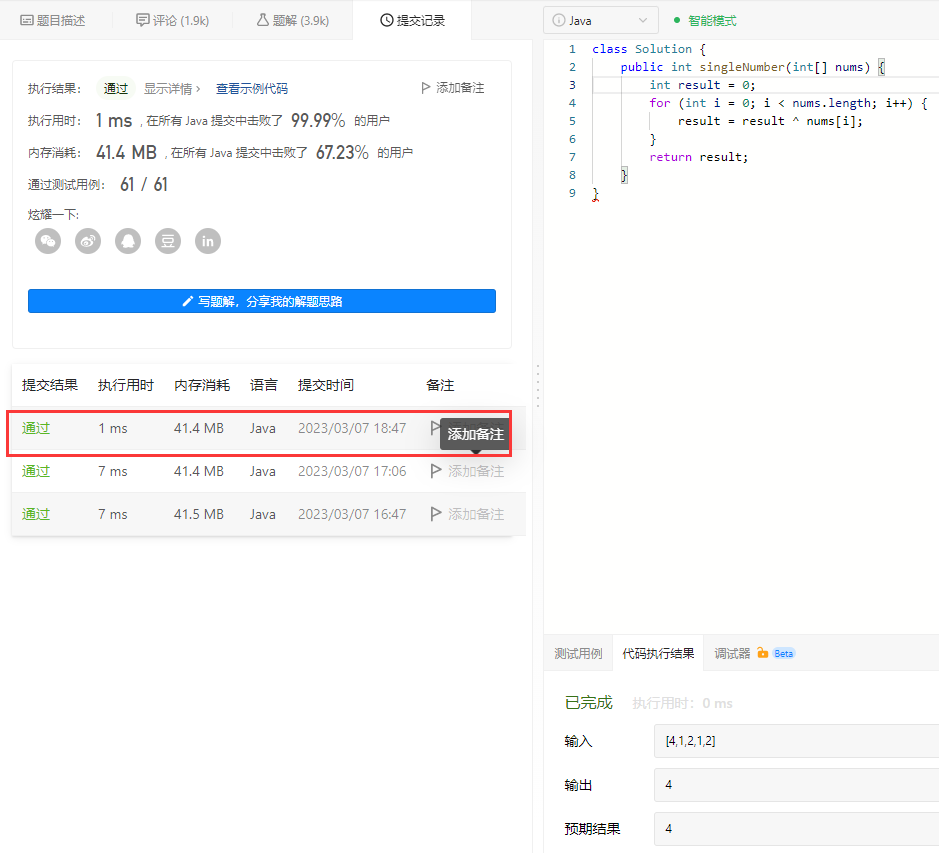 题目描述 评论 (1.9k) 题解 (3.9k) 提交记录
执行结果： 通过 显示详情 › 查看示例代码 添加备注
执行用时： 1 ms , 在所有 Java 提交中击败了 99.99% 的用户
内存消耗： 41.4 MB , 在所有 Java 提交中击败了 67.23% 的用户
通过测试用例： 61 / 61
炫耀一下:
豆 in
写题解，分享我的解题思路
提交结果 执行用时 内存消耗 语言 提交时间 备注
通过 1 ms 41.4 MB Java 2023/03/07 18:47 添加备注
通过 7 ms 41.4 MB Java 2023/03/07 17:06 添加备注
通过 7 ms 41.5 MB Java 2023/03/07 16:47 添加备注
Java 智能模式
1 class Solution {
2 public int singleNumber(int[] nums) {
3 int result = 0;
4 for (int i = 0; i < nums.length; i++) {
5 result = result ^ nums[i];
6 }
7 return result;
8 }
9 }
测试用例 代码执行结果 调试器 Beta
已完成 执行用时：0 ms
输入 [4,1,2,1,2]
输出 4
预期结果 4